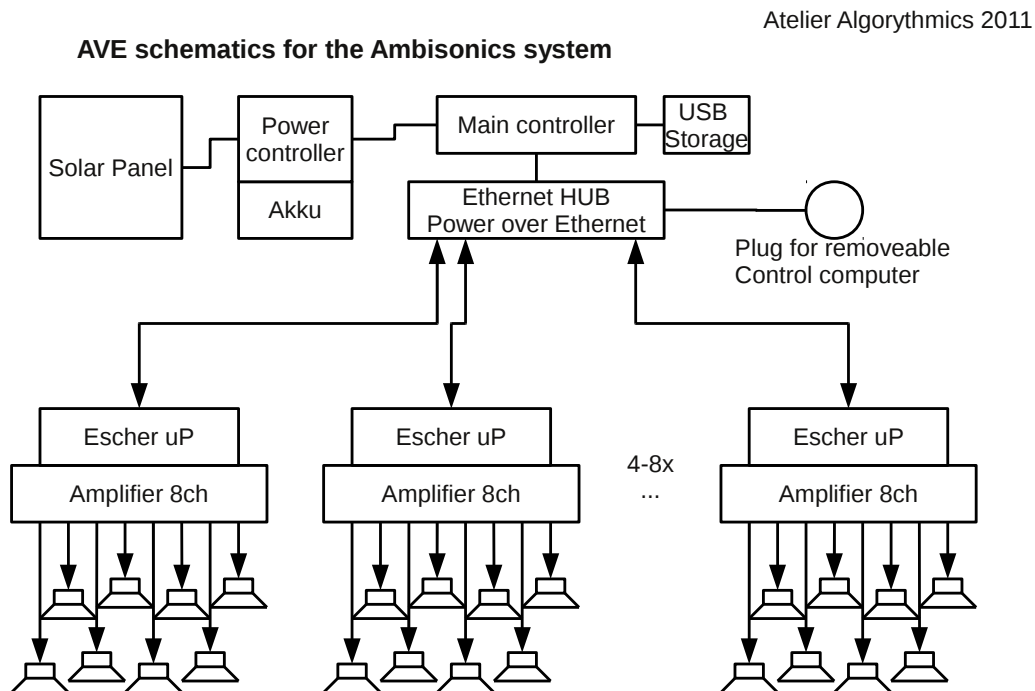 Atelier Algorythmics 2011
AVE schematics for the Ambisonics system
Solar Panel
Power
controller
Akku
Main controller
USB
Storage
Ethernet HUB
Power over Ethernet
Plug for removeable
Control computer
Escher uP
Amplifier 8ch
Escher uP
Amplifier 8ch
4-8x
...
Escher uP
Amplifier 8ch